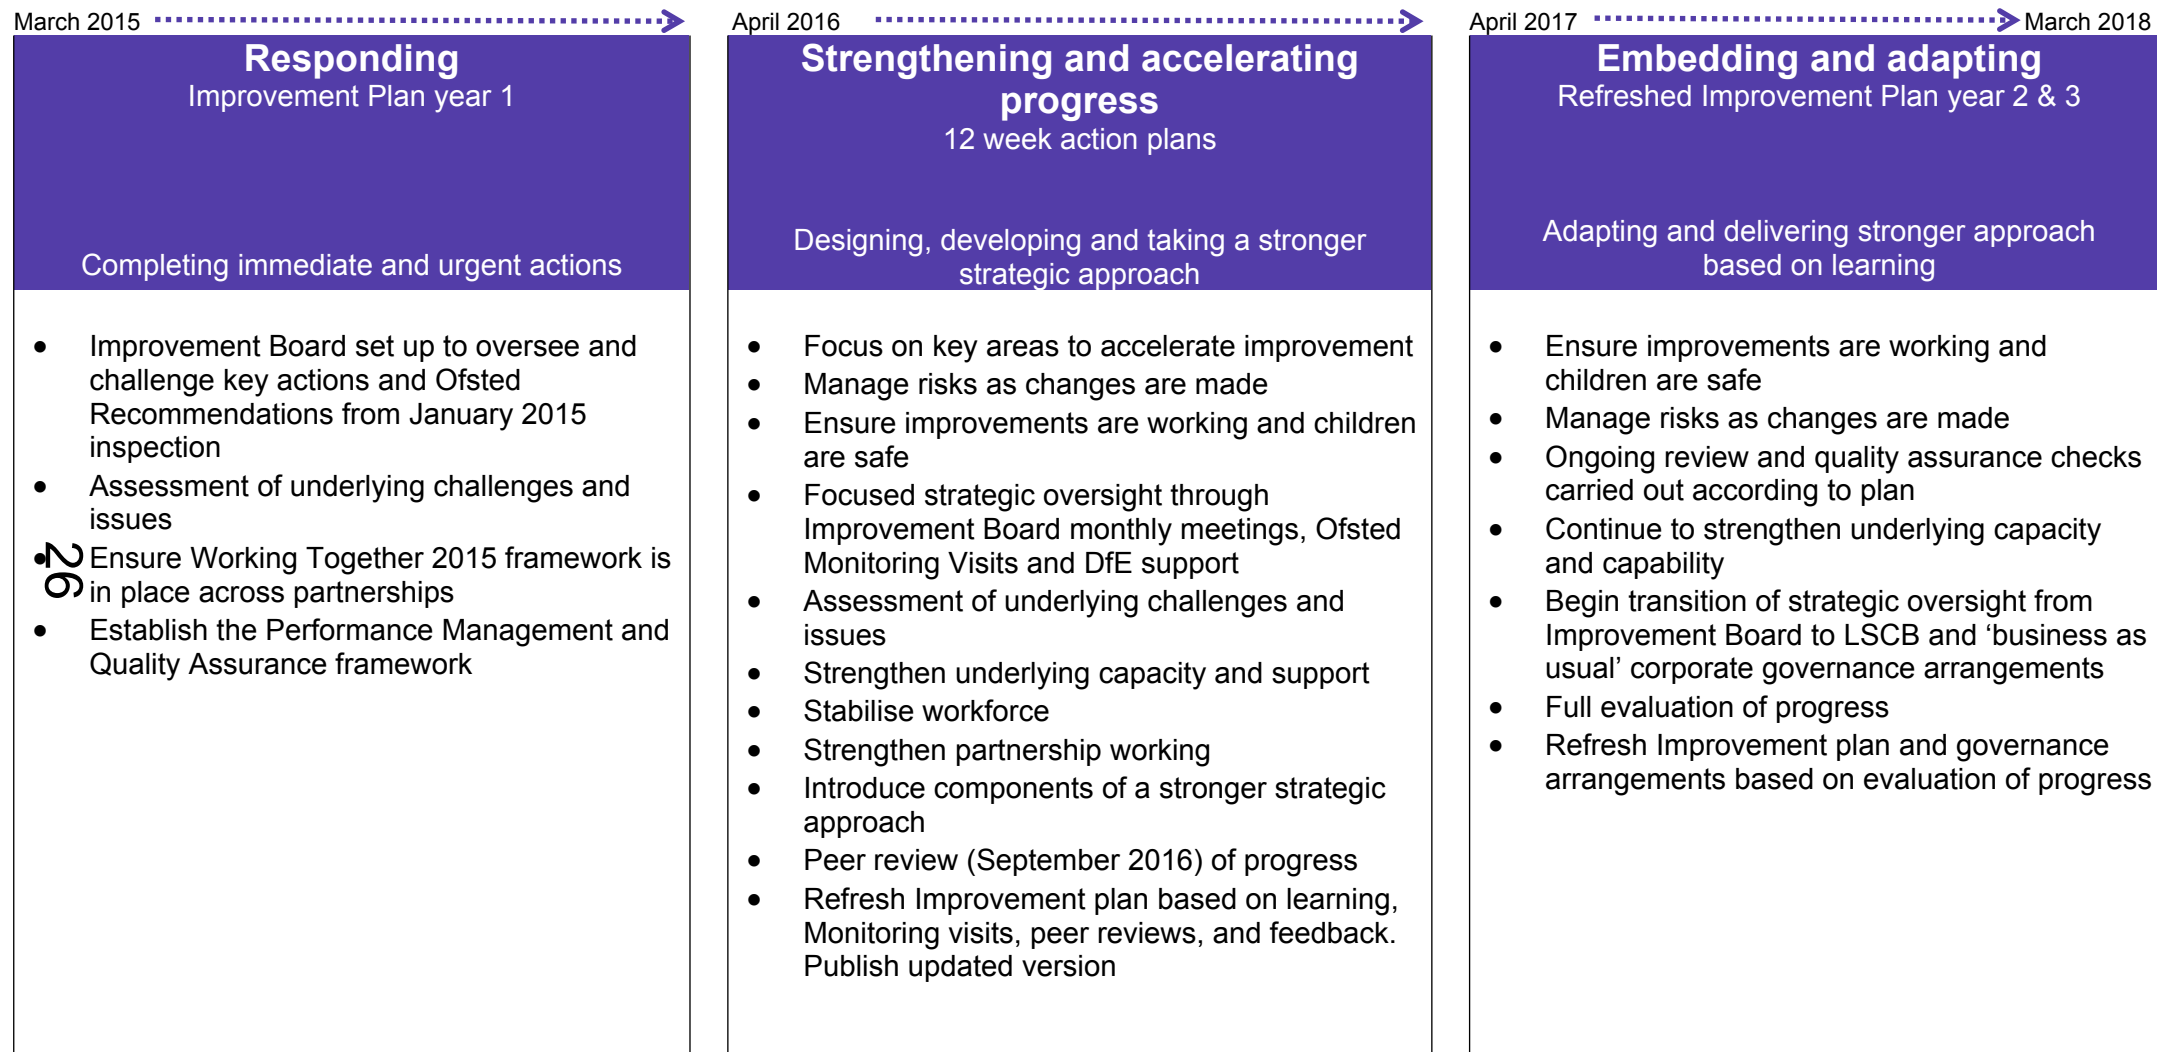 March 2015
Responding
Improvement Plan year 1
Completing immediate and urgent actions
• Improvement Board set up to oversee and
challenge key actions and Ofsted
Recommendations from January 2015
inspection
• Assessment of underlying challenges and
issues
• Ensure Working Together 2015 framework is
in place across partnerships
• Establish the Performance Management and
Quality Assurance framework
26
April 2016
Strengthening and accelerating
progress
12 week action plans
Designing, developing and taking a stronger
strategic approach
• Focus on key areas to accelerate improvement
• Manage risks as changes are made
• Ensure improvements are working and children
are safe
• Focused strategic oversight through
Improvement Board monthly meetings, Ofsted
Monitoring Visits and DfE support
• Assessment of underlying challenges and
issues
• Strengthen underlying capacity and support
• Stabilise workforce
• Strengthen partnership working
• Introduce components of a stronger strategic
approach
• Peer review (September 2016) of progress
• Refresh Improvement plan based on learning,
Monitoring visits, peer reviews, and feedback.
Publish updated version
April 2017
March 2018
Embedding and adapting
Refreshed Improvement Plan year 2 & 3
Adapting and delivering stronger approach
based on learning
• Ensure improvements are working and
children are safe
• Manage risks as changes are made
• Ongoing review and quality assurance checks
carried out according to plan
• Continue to strengthen underlying capacity
and capability
• Begin transition of strategic oversight from
Improvement Board to LSCB and ‘business as
usual’ corporate governance arrangements
• Full evaluation of progress
• Refresh Improvement plan and governance
arrangements based on evaluation of progress